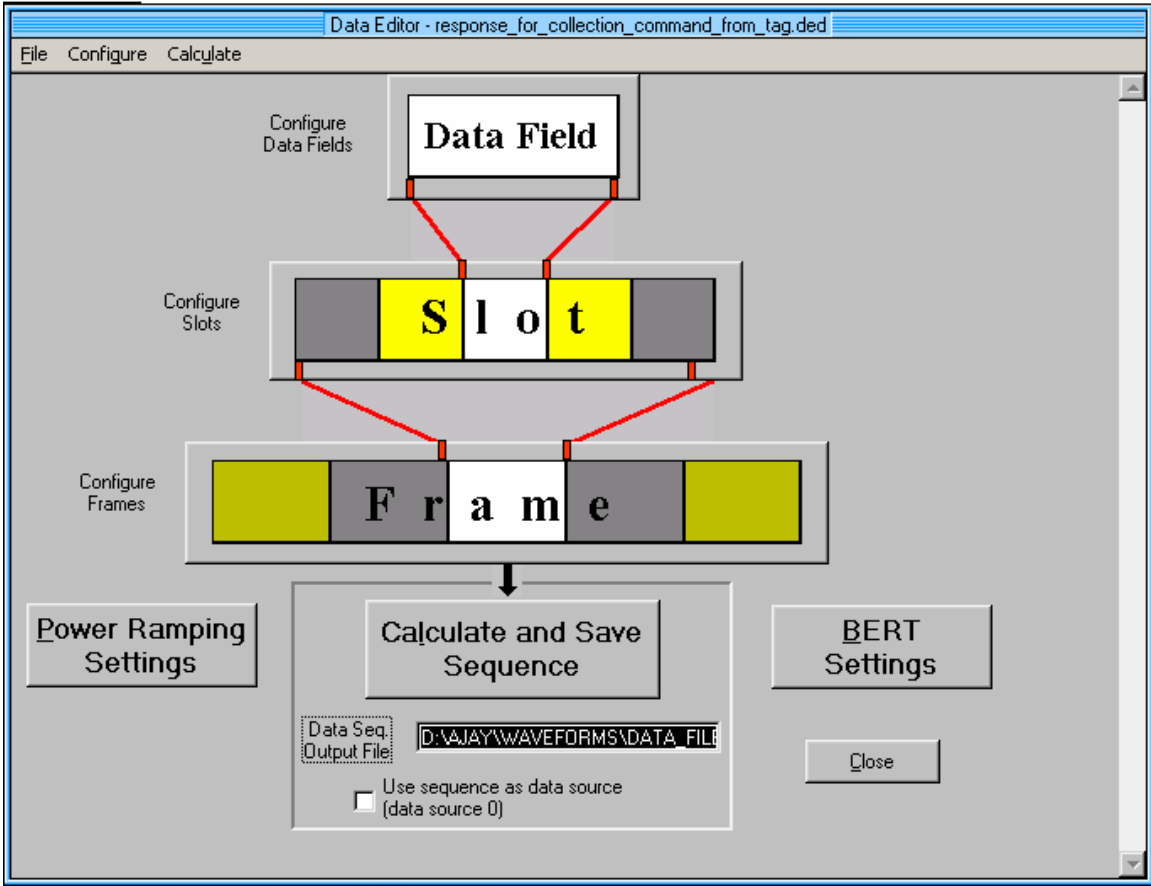 Data Editor - response_for_collection_command_from_tag.ded
File Configure Calculate
Configure
Data Fields
Data Field
Configure
Slots
Slot
Configure
Frames
Frame
Power Ramping
Settings
Calculate and Save
Sequence
BERT
Settings
Data Seq.
Output File
D:\AJAY\WAVEFORMS\DATA_FILE
Close
Use sequence as data source
(data source 0)